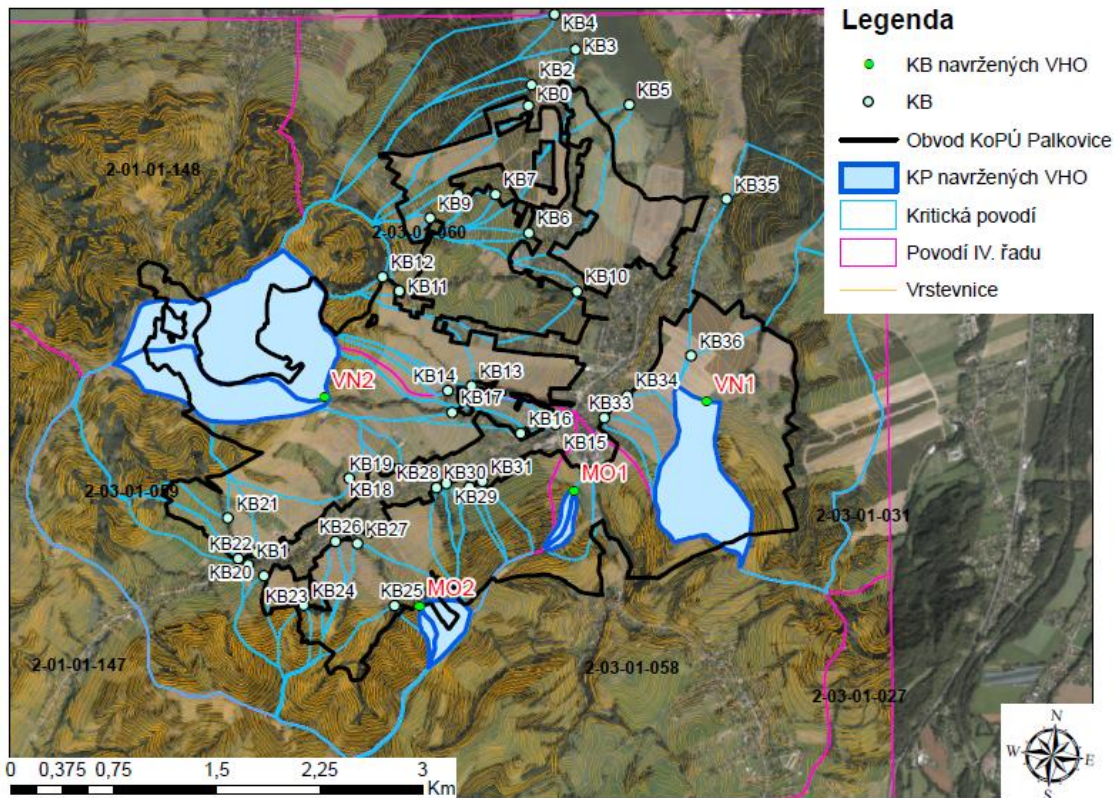 Legenda
KB navržených VHO
KB
Obvod KoPÚ Palkovice
KP navržených VHO
Kritická povodí
Povodí IV. řadu
Vrstevnice
KB4
KB3
KB2
KB0
KB5
2-01-01-148
KB7
KB35
KB9
KB6
2-03-01-060
KB12
KB11
KB10
KB36
KB14
KB13
KB34
VN2
VN1
KB17
KB16
KB33
KB15
KB19
KB28
KB30
KB31
MO1
KB18
KB29
2-03-01-059
KB21
2-03-01-031
KB26
KB27
KB22
KB1
KB20
KB23
KB24
KB25
MO2
2-01-01-147
2-03-01-058
2-03-01-027
N
W
E
S
0 0,375 0,75 1,5 2,25 3
Km